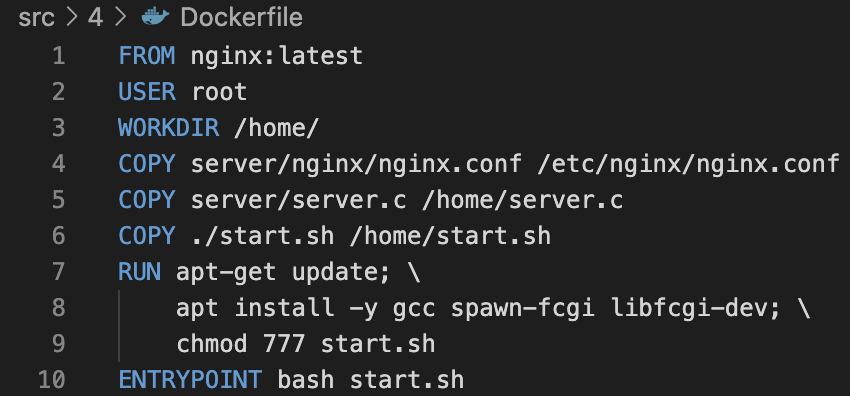 src > 4 > Dockerfile
1 FROM nginx:latest
2 USER root
3 WORKDIR /home/
4 COPY server/nginx/nginx.conf /etc/nginx/nginx.conf
5 COPY server/server.c /home/server.c
6 COPY ./start.sh /home/start.sh
7 RUN apt-get update; \
8 apt install -y gcc spawn-fcgi libfcgi-dev; \
9 chmod 777 start.sh
10 ENTRYPOINT bash start.sh